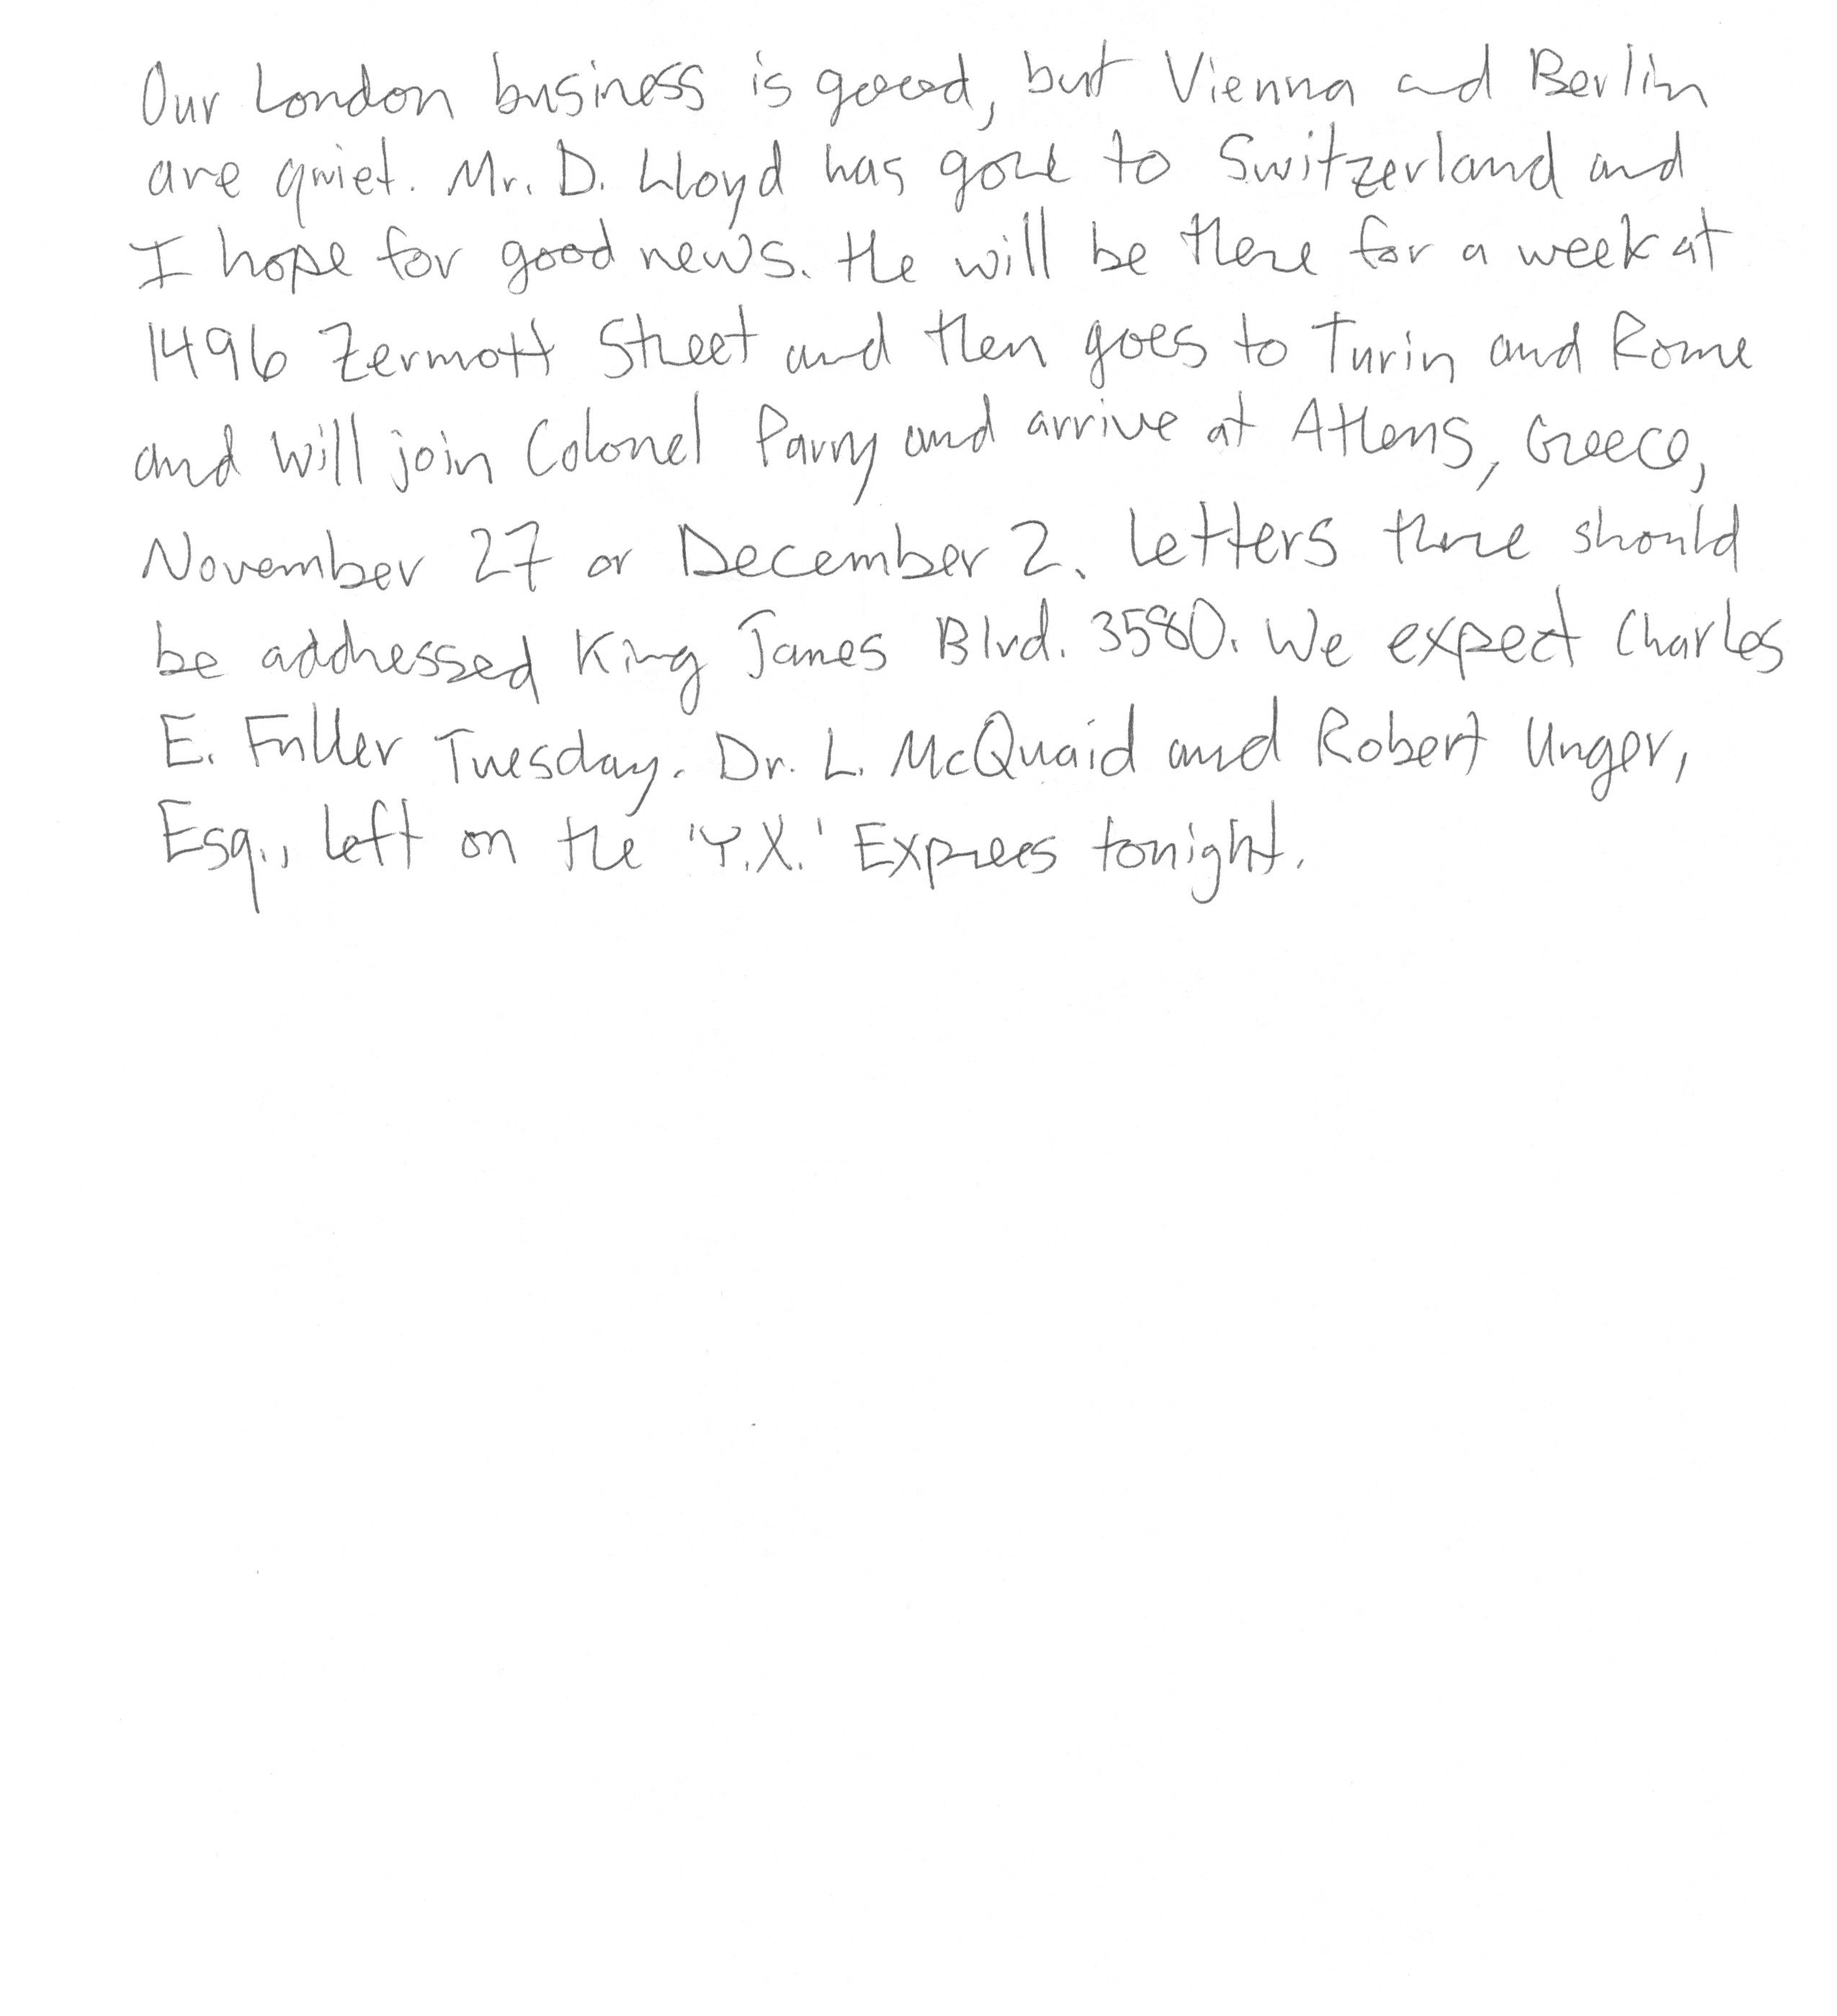 Our London business is good, but Vienna and Berlin
are quiet. Mr. D. Lloyd has gone to Switzerland and
I hope for good news. He will be there for a week at
1496 Zermott Street and then goes to Turin and Rome
and will join Colonel Parry and arrive at Athens, Greece,
November 27 or December 2. Letters there should
be addressed King James Blvd. 3580. We expect Charles
E. Fuller Tuesday. Dr. L. McQuaid and Robert Unger,
Esq., left on the 'Y.X.' Express tonight.